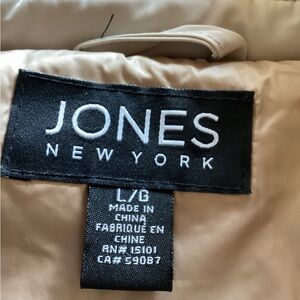 JONES
NEW YORK
L/G
MADE IN
CHINA
FABRIQUÉ EN
CHINE
RN# 15101
CA# 59087